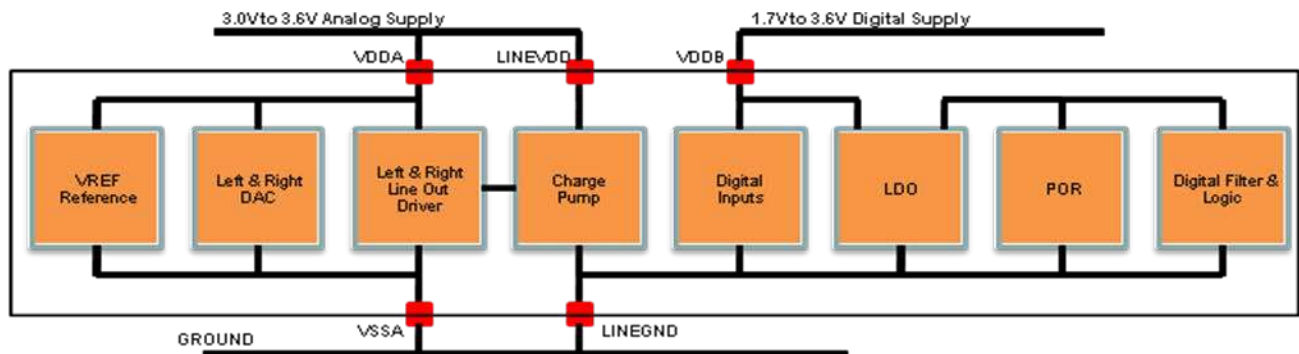 3.0Vto 3.6V Analog Supply
1.7Vto 3.6V Digital Supply
VDDA
LINEVDD
VDDB
VREF
Reference
Left & Right
DAC
Left & Right
Line Out
Driver
Charge
Pump
Digital
Inputs
LDO
POR
Digital Filter &
Logic
VSSA
LINEGND
GROUND